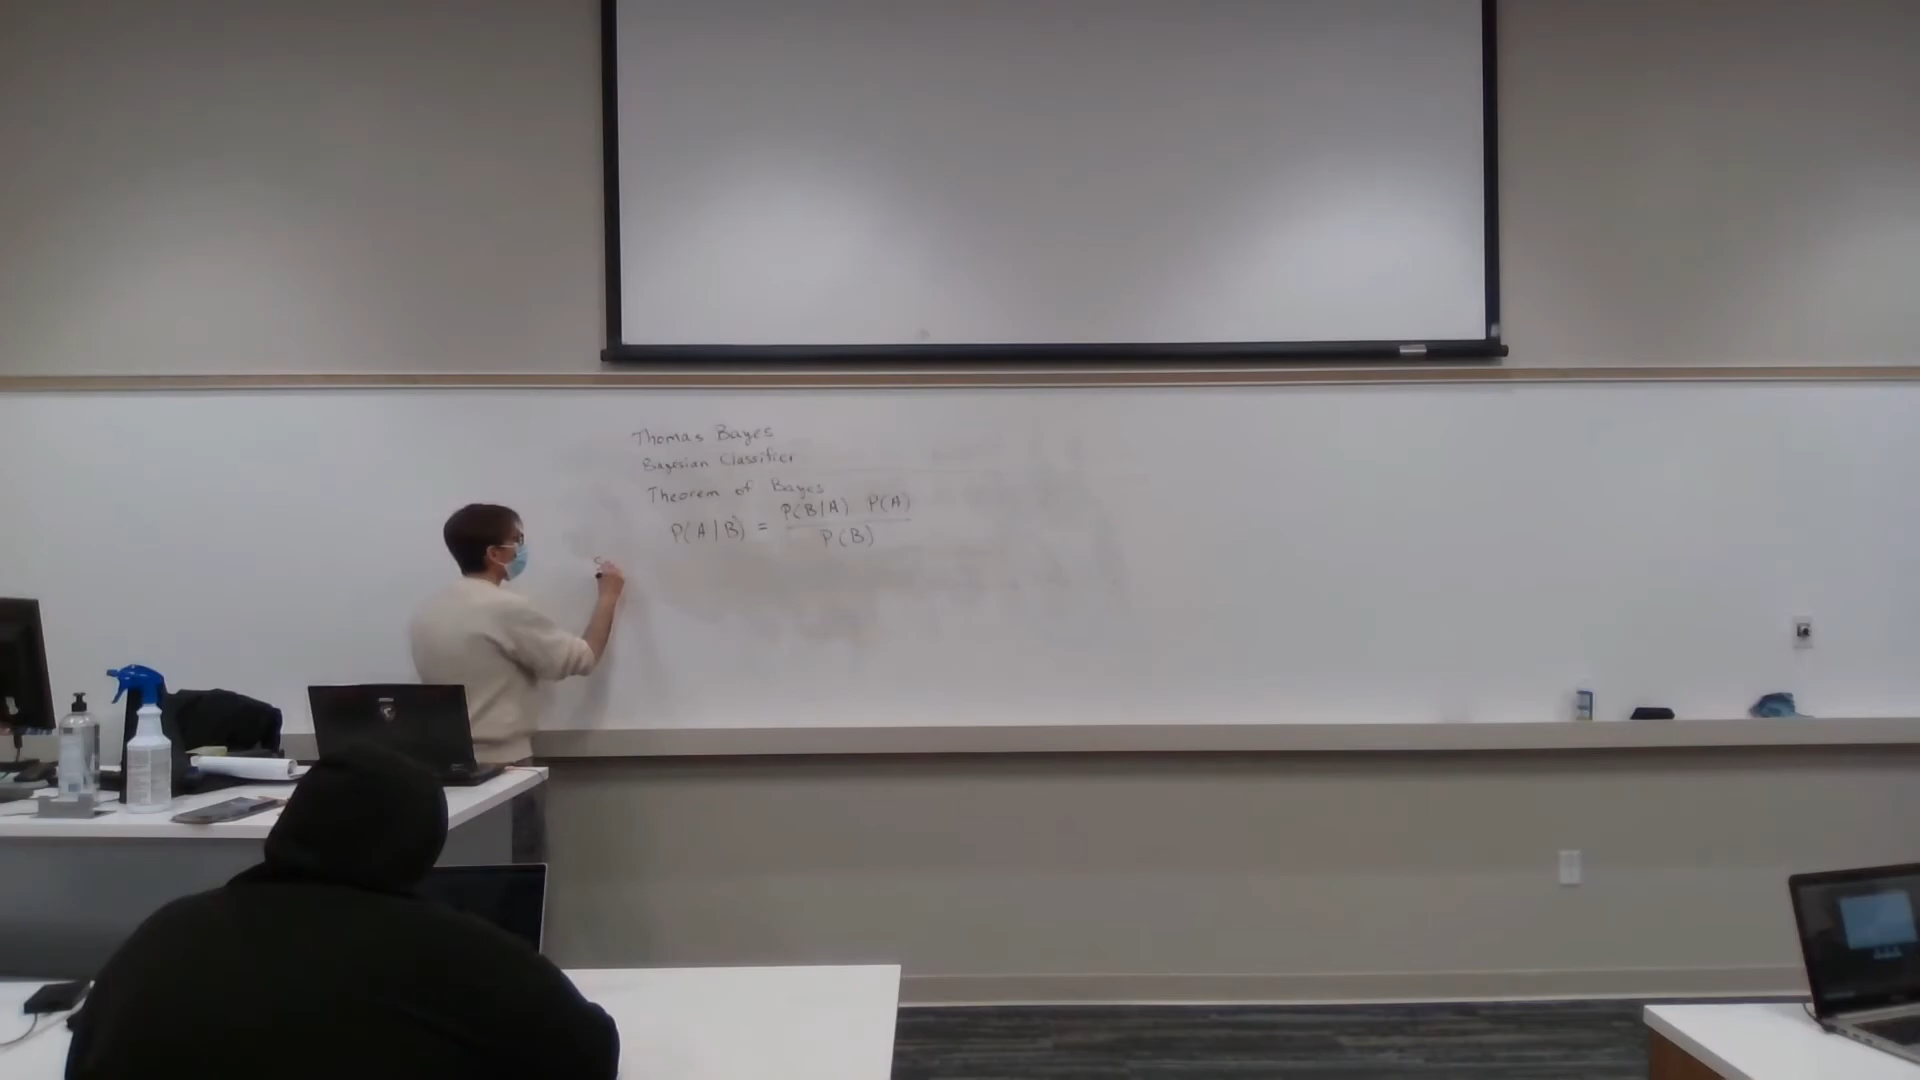 Thomas Bayes
Bayesian Classifier
Theorem of Bayes
P(A|B) = P(B|A) P(A) / P(B)